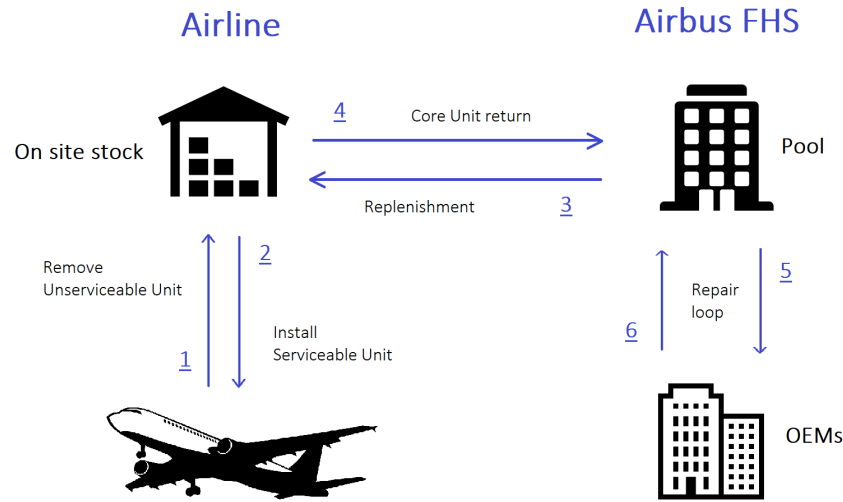 Airline
Airbus FHS
4
Core Unit return
On site stock
Pool
Replenishment
3
2
Remove
Unserviceable Unit
5
Repair
loop
6
Install
Serviceable Unit
1
OEMs